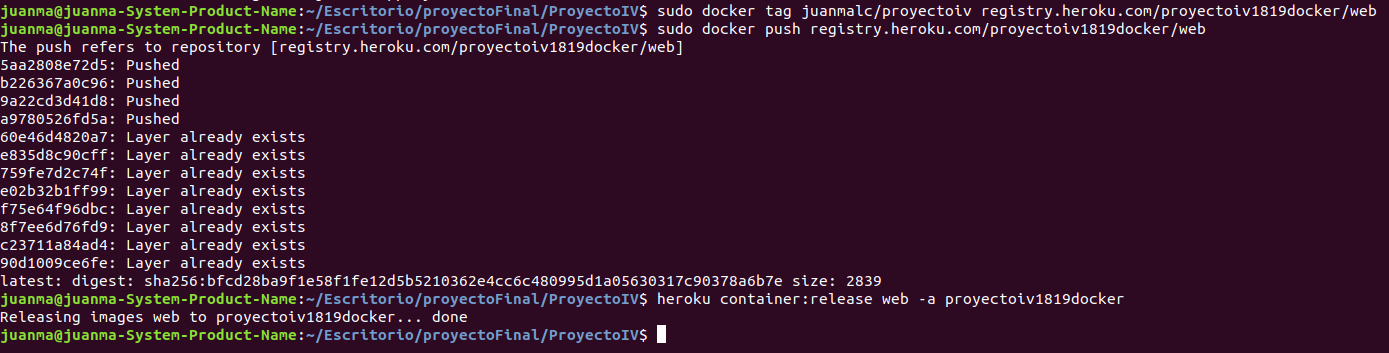 juanma@juanma-System-Product-Name:~/Escritorio/proyectoFinal/ProyectoIV$ sudo docker tag juanmalc/proyectoiv registry.heroku.com/proyectoiv1819docker/web
juanma@juanma-System-Product-Name:~/Escritorio/proyectoFinal/ProyectoIV$ sudo docker push registry.heroku.com/proyectoiv1819docker/web
The push refers to repository [registry.heroku.com/proyectoiv1819docker/web]
5aa2808e72d5: Pushed
b226367a0c96: Pushed
9a22cd3d41d8: Pushed
a9780526fd5a: Pushed
60e46d4820a7: Layer already exists
e835d8c90cff: Layer already exists
759fe7d2c74f: Layer already exists
e02b32b1ff99: Layer already exists
f75e64f96dbc: Layer already exists
8f7ee6d76fd9: Layer already exists
c23711a84ad4: Layer already exists
90d1009ce6fe: Layer already exists
latest: digest: sha256:bfcd28ba9f1e58f1fe12d5b5210362e4cc6c480995d1a05630317c90378a6b7e size: 2839
juanma@juanma-System-Product-Name:~/Escritorio/proyectoFinal/ProyectoIV$ heroku container:release web -a proyectoiv1819docker
Releasing images web to proyectoiv1819docker... done
juanma@juanma-System-Product-Name:~/Escritorio/proyectoFinal/ProyectoIV$